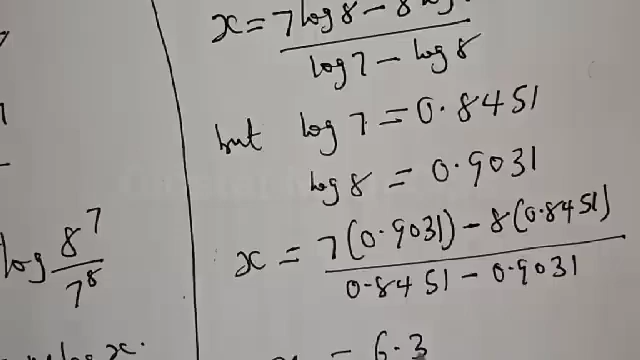 x = 7log8 - 8log
log7 - log8
but log 7 = 0.8451
log 8 = 0.9031
x = 7(0.9031) - 8(0.8451)
0.8451 - 0.9031
= 6.3
log 8^7
7^8
log x.